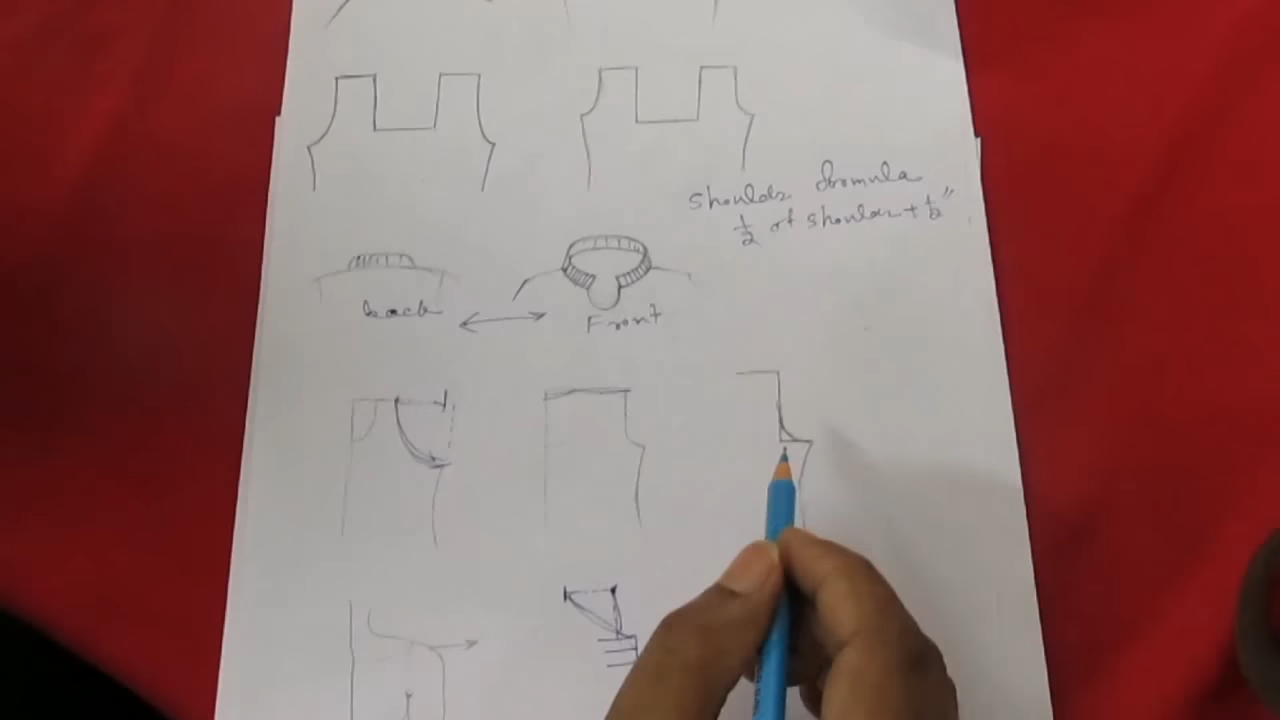 shoulder formula
1/2 of shoulder + 1/2"
back
Front